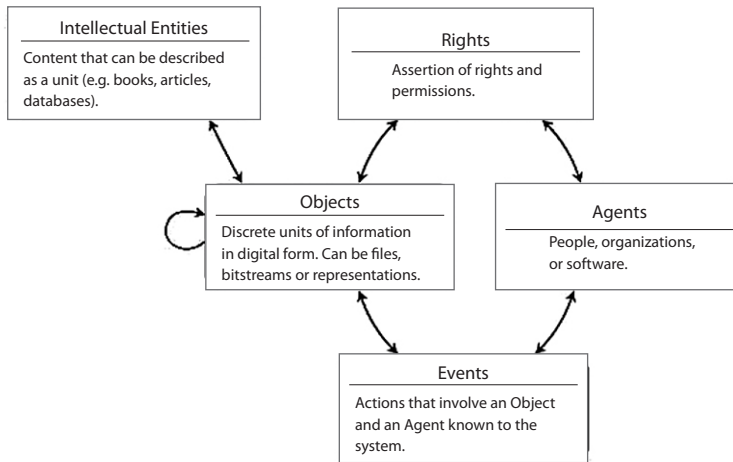 Intellectual Entities
Content that can be described
as a unit (e.g. books, articles,
databases).
Rights
Assertion of rights and
permissions.
Objects
Discrete units of information
in digital form. Can be files,
bitstreams or representations.
Agents
People, organizations,
or software.
Events
Actions that involve an Object
and an Agent known to the
system.